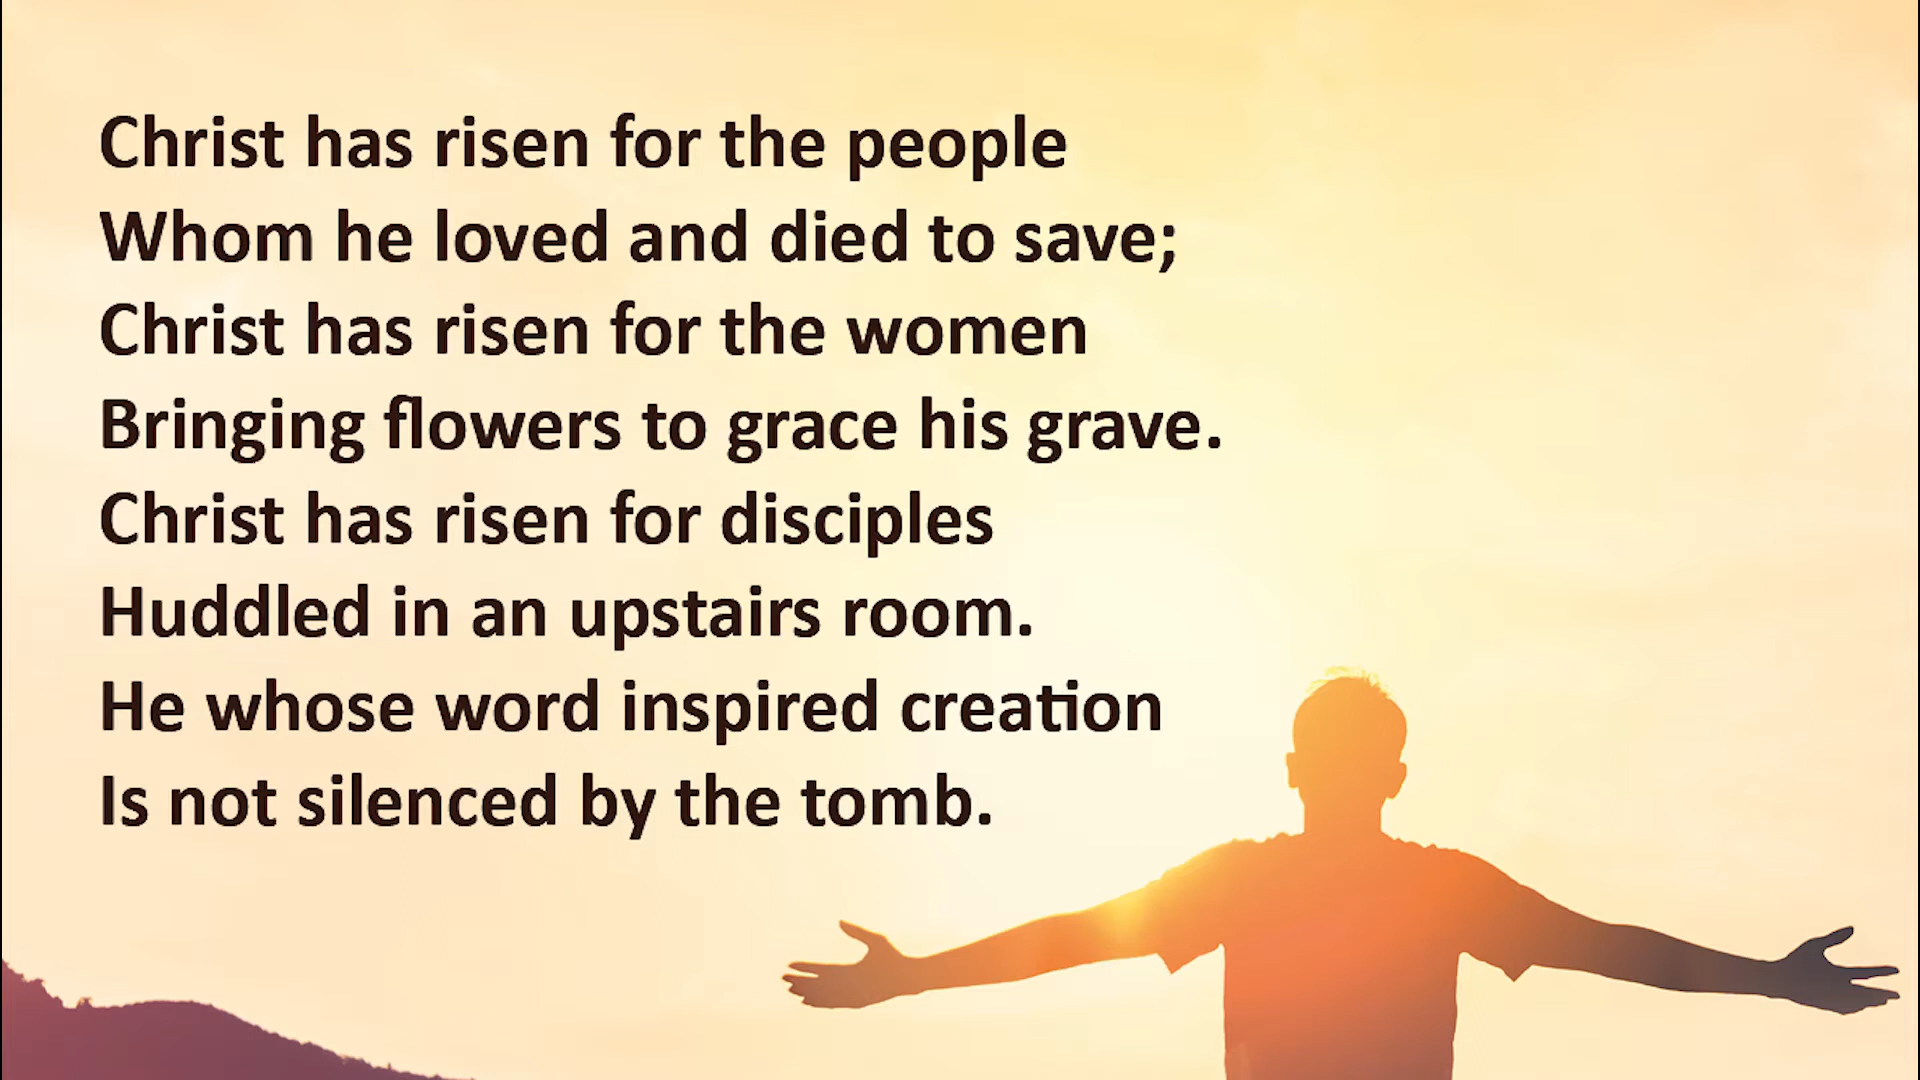 Christ has risen for the people
Whom he loved and died to save;
Christ has risen for the women
Bringing flowers to grace his grave.
Christ has risen for disciples
Huddled in an upstairs room.
He whose word inspired creation
Is not silenced by the tomb.